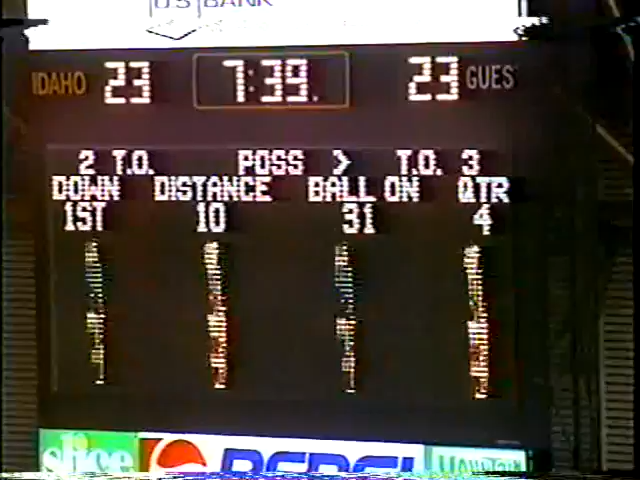 U.S. BANK
IDAHO 23 7:39 23 GUES
2 T.O. POSS > T.O. 3
DOWN DISTANCE BALL ON QTR
1ST 10 31 4
slice PEPSI